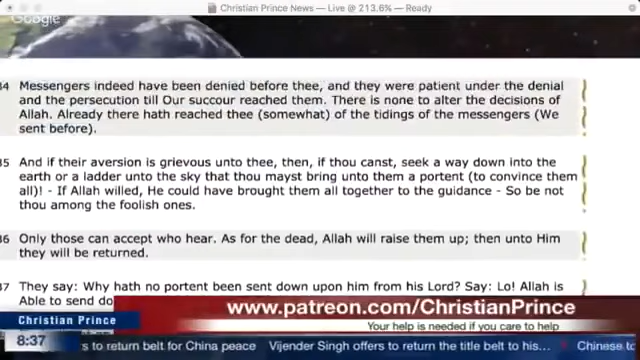 Christian Prince News — Live @ 213.6% — Ready
Google
34 Messengers indeed have been denied before thee, and they were patient under the denial
and the persecution till Our succour reached them. There is none to alter the decisions of
Allah. Already there hath reached thee (somewhat) of the tidings of the messengers (We
sent before).
35 And if their aversion is grievous unto thee, then, if thou canst, seek a way down into the
earth or a ladder unto the sky that thou mayst bring unto them a portent (to convince them
all)! - If Allah willed, He could have brought them all together to the guidance - So be not
thou among the foolish ones.
36 Only those can accept who hear. As for the dead, Allah will raise them up; then unto Him
they will be returned.
37 They say: Why hath no portent been sent down upon him from his Lord? Say: Lo! Allah is
Able to send do
www.patreon.com/ChristianPrince
Christian Prince
Your help is needed if you care to help
8:37
s to return belt for China peace Vijender Singh offers to return the title belt to his... Chinese to